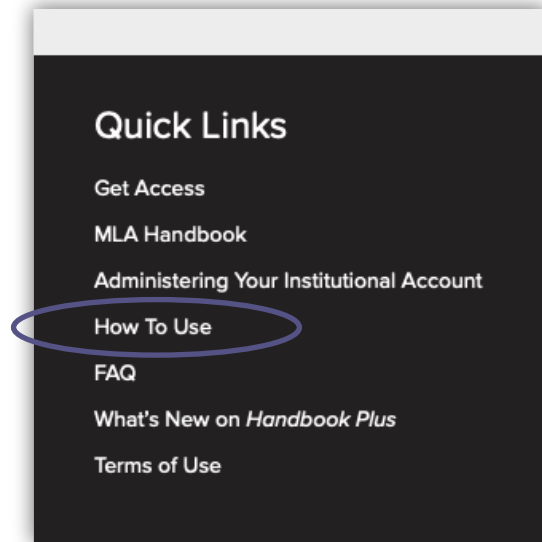 Quick Links
Get Access
MLA Handbook
Administering Your Institutional Account
How To Use
FAQ
What's New on Handbook Plus
Terms of Use